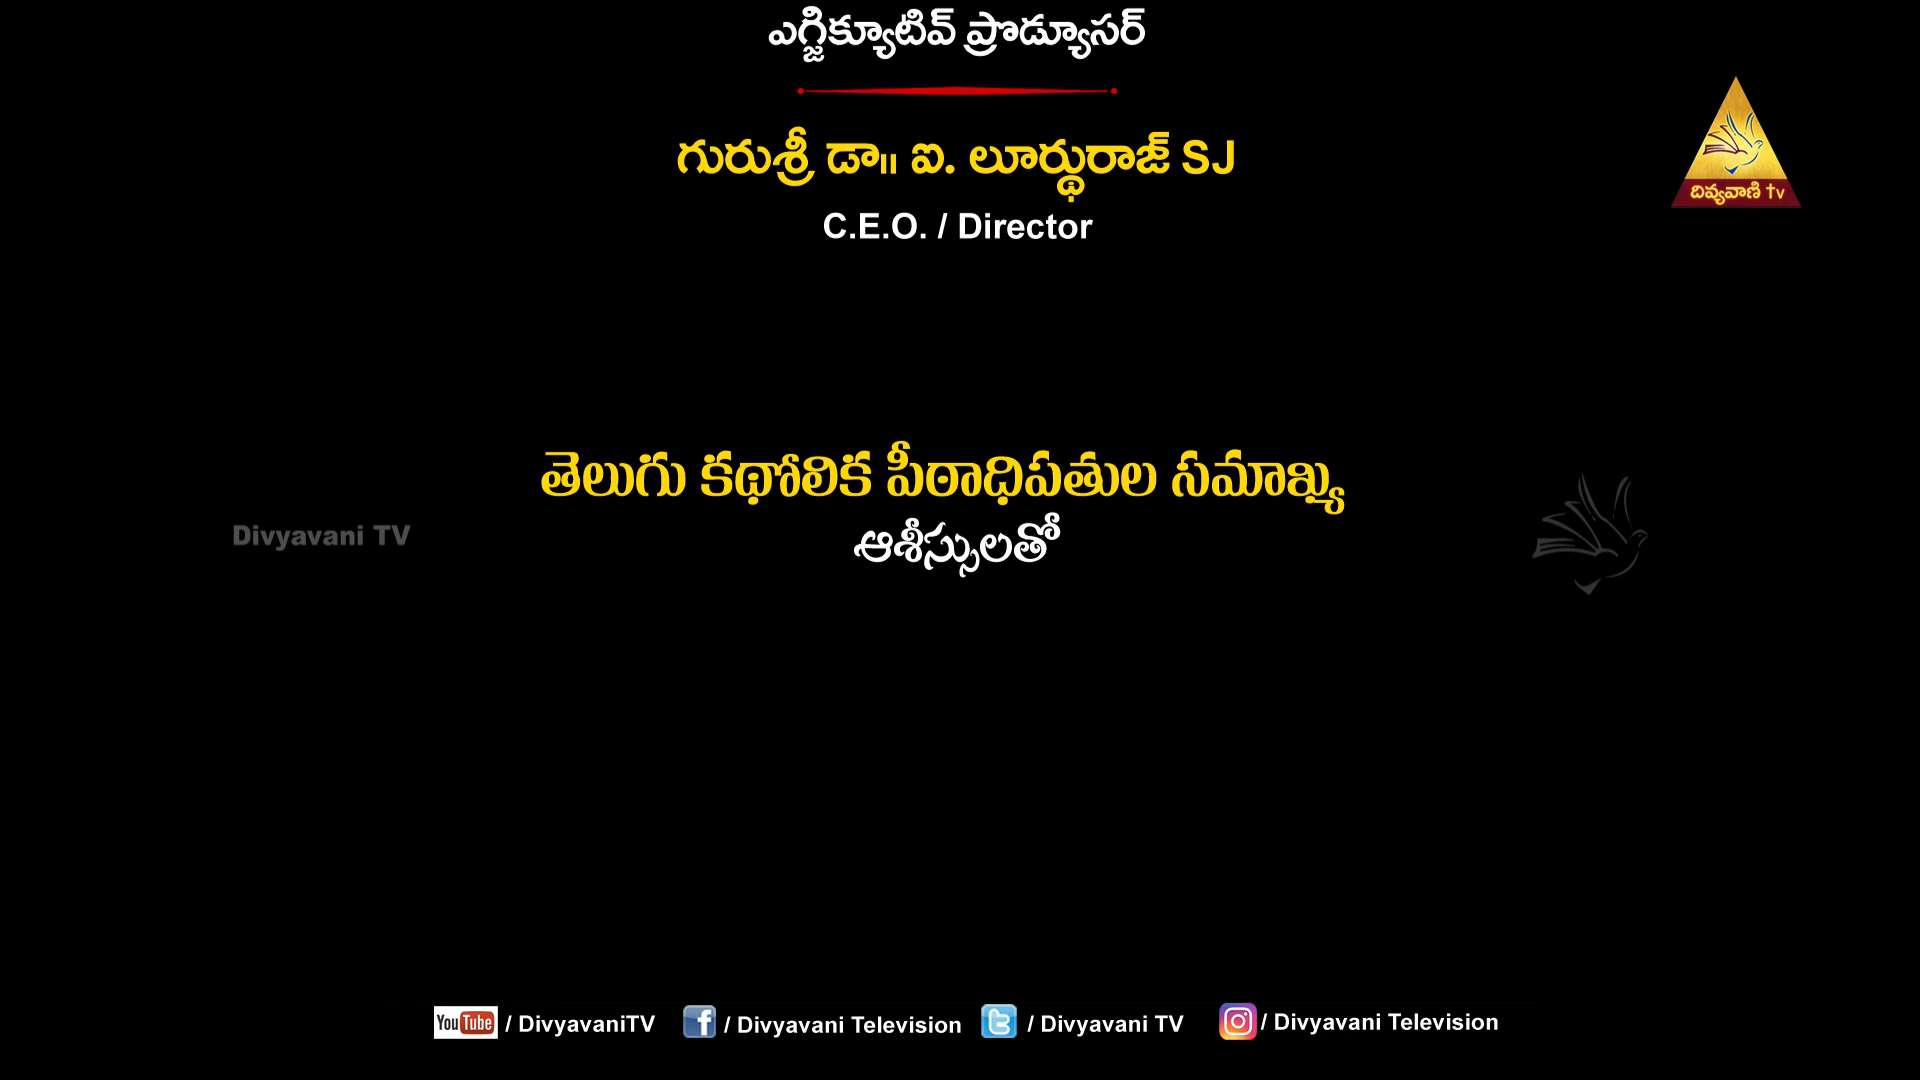 ఎగ్జిక్యూటివ్ ప్రొడ్యూసర్
గురుశ్రీ డా॥ ఐ. లూర్థురాజ్ SJ
C.E.O. / Director
దివ్యవాణి tv
తెలుగు కథోలిక పీఠాధిపతుల సమాఖ్య
ఆశీస్సులతో
Divyavani TV
YouTube / DivyavaniTV
f / Divyavani Television
/ Divyavani TV
/ Divyavani Television